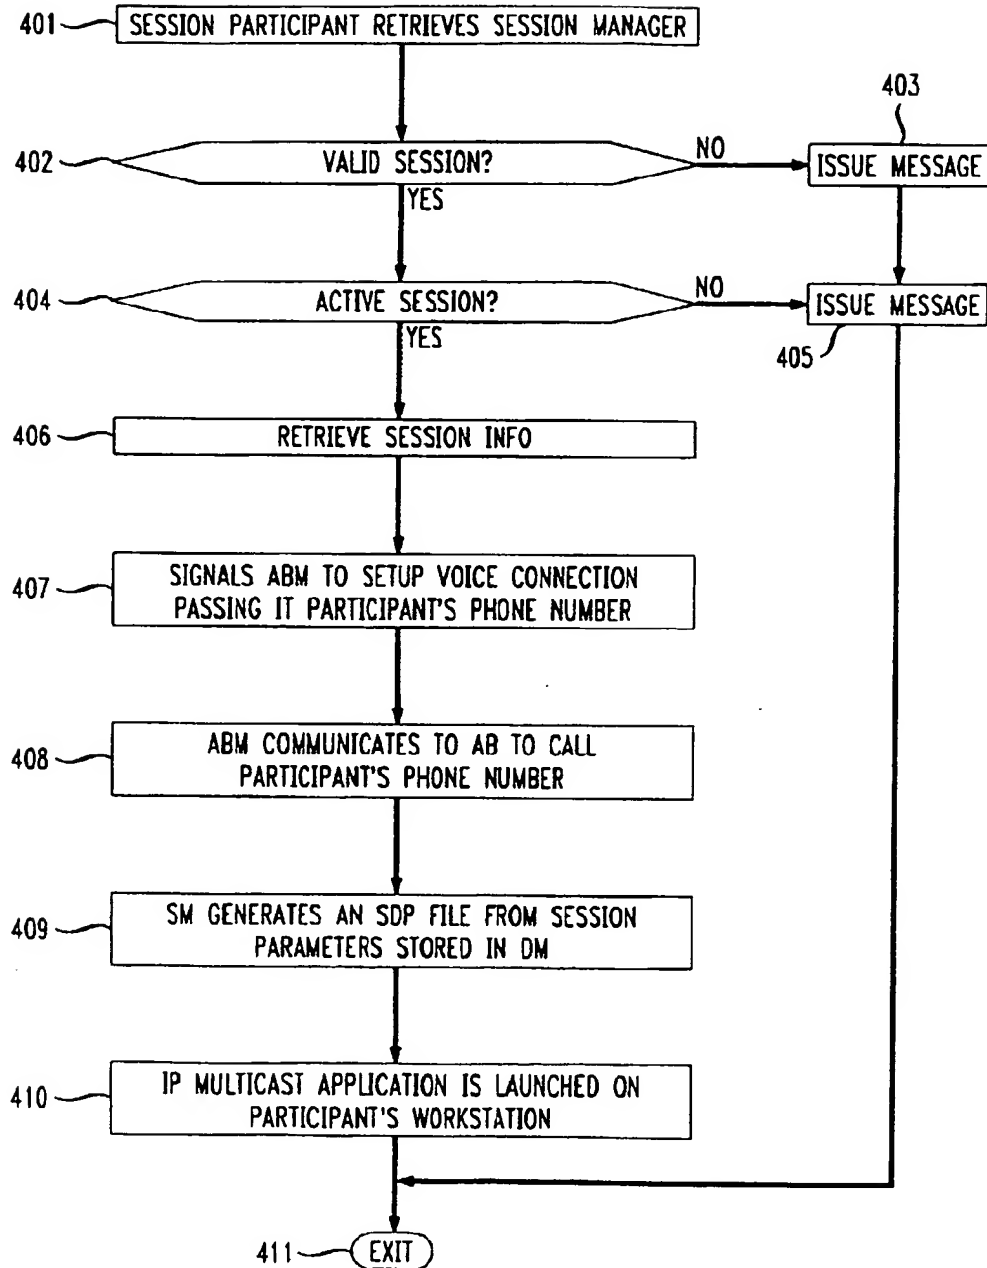 401
SESSION PARTICIPANT RETRIEVES SESSION MANAGER
403
402
VALID SESSION?
NO
ISSUE MESSAGE
YES
404
ACTIVE SESSION?
NO
ISSUE MESSAGE
YES
405
406
RETRIEVE SESSION INFO
407
SIGNALS ABM TO SETUP VOICE CONNECTION
PASSING IT PARTICIPANT'S PHONE NUMBER
408
ABM COMMUNICATES TO AB TO CALL
PARTICIPANT'S PHONE NUMBER
409
SM GENERATES AN SDP FILE FROM SESSION
PARAMETERS STORED IN DM
410
IP MULTICAST APPLICATION IS LAUNCHED ON
PARTICIPANT'S WORKSTATION
411
EXIT